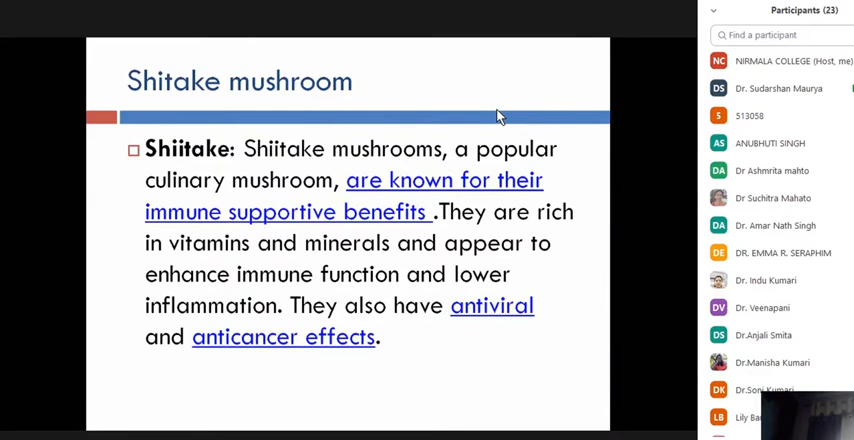 Shitake mushroom
Shiitake: Shiitake mushrooms, a popular
culinary mushroom, are known for their
immune supportive benefits .They are rich
in vitamins and minerals and appear to
enhance immune function and lower
inflammation. They also have antiviral
and anticancer effects.
Participants (23)
Find a participant
NC NIRMALA COLLEGE (Host, me)
DS Dr. Sudarshan Maurya
5 513058
AS ANUBHUTI SINGH
DA Dr Ashmrita mahto
Dr Suchitra Mahato
DA Dr. Amar Nath Singh
DE DR. EMMA R. SERAPHIM
Dr. Indu Kumari
DV Dr. Veenapani
DS Dr.Anjali Smita
Dr.Manisha Kumari
DK Dr.Soni Kumari
LB Lily